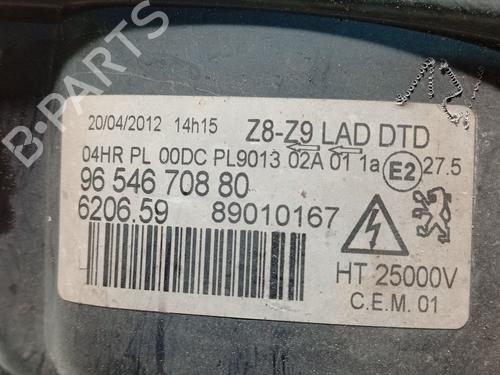 20/04/2012 14h15 Z8-Z9 LAD DTD
04HR PL 00DC PL9013 02A 01 1a E2 27.5
96 546 708 80
6206.59 89010167
HT 25000V
C.E.M. 01
B-PARTS